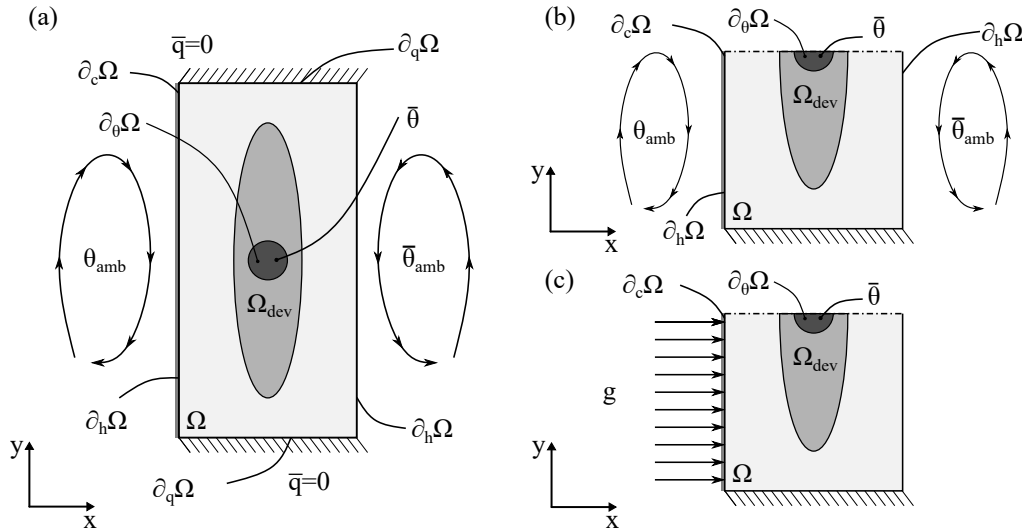 (a)
q̄=0
∂qΩ
∂cΩ
∂θΩ
θ̄
θamb
θ̄amb
Ωdev
∂hΩ
Ω
∂hΩ
y
x
∂qΩ
q̄=0
(b)
∂cΩ
∂θΩ
θ̄
∂hΩ
θamb
Ωdev
θ̄amb
y
x
∂hΩ
Ω
(c)
∂cΩ
∂θΩ
θ̄
Ωdev
g
y
x
Ω